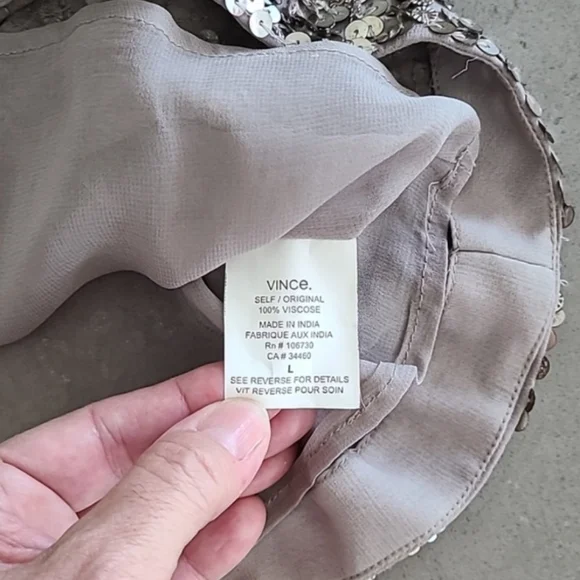 VINCe.
SELF / ORIGINAL
100% VISCOSE
MADE IN INDIA
FABRIQUE AUX INDIA
Rn # 106730
CA # 34460
L
SEE REVERSE FOR DETAILS
VIT REVERSE POUR SOIN